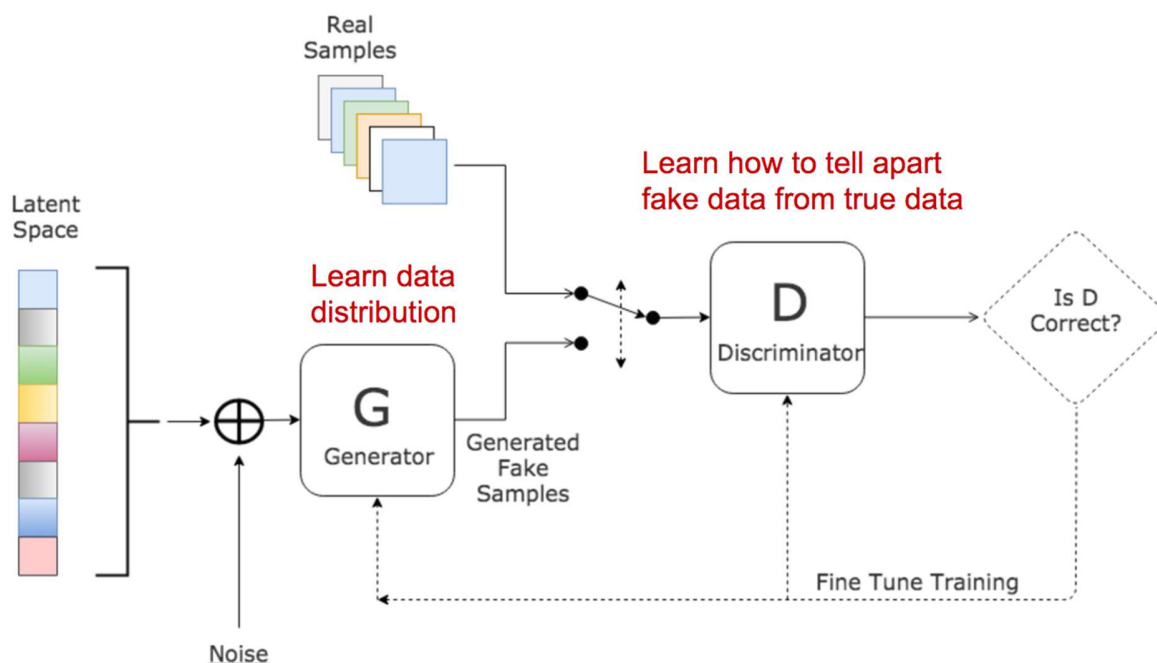 Real
Samples
Learn how to tell apart
fake data from true data
Latent
Space
Learn data
distribution
G
Generator
D
Discriminator
Is D
Correct?
Generated
Fake
Samples
Fine Tune Training
Noise